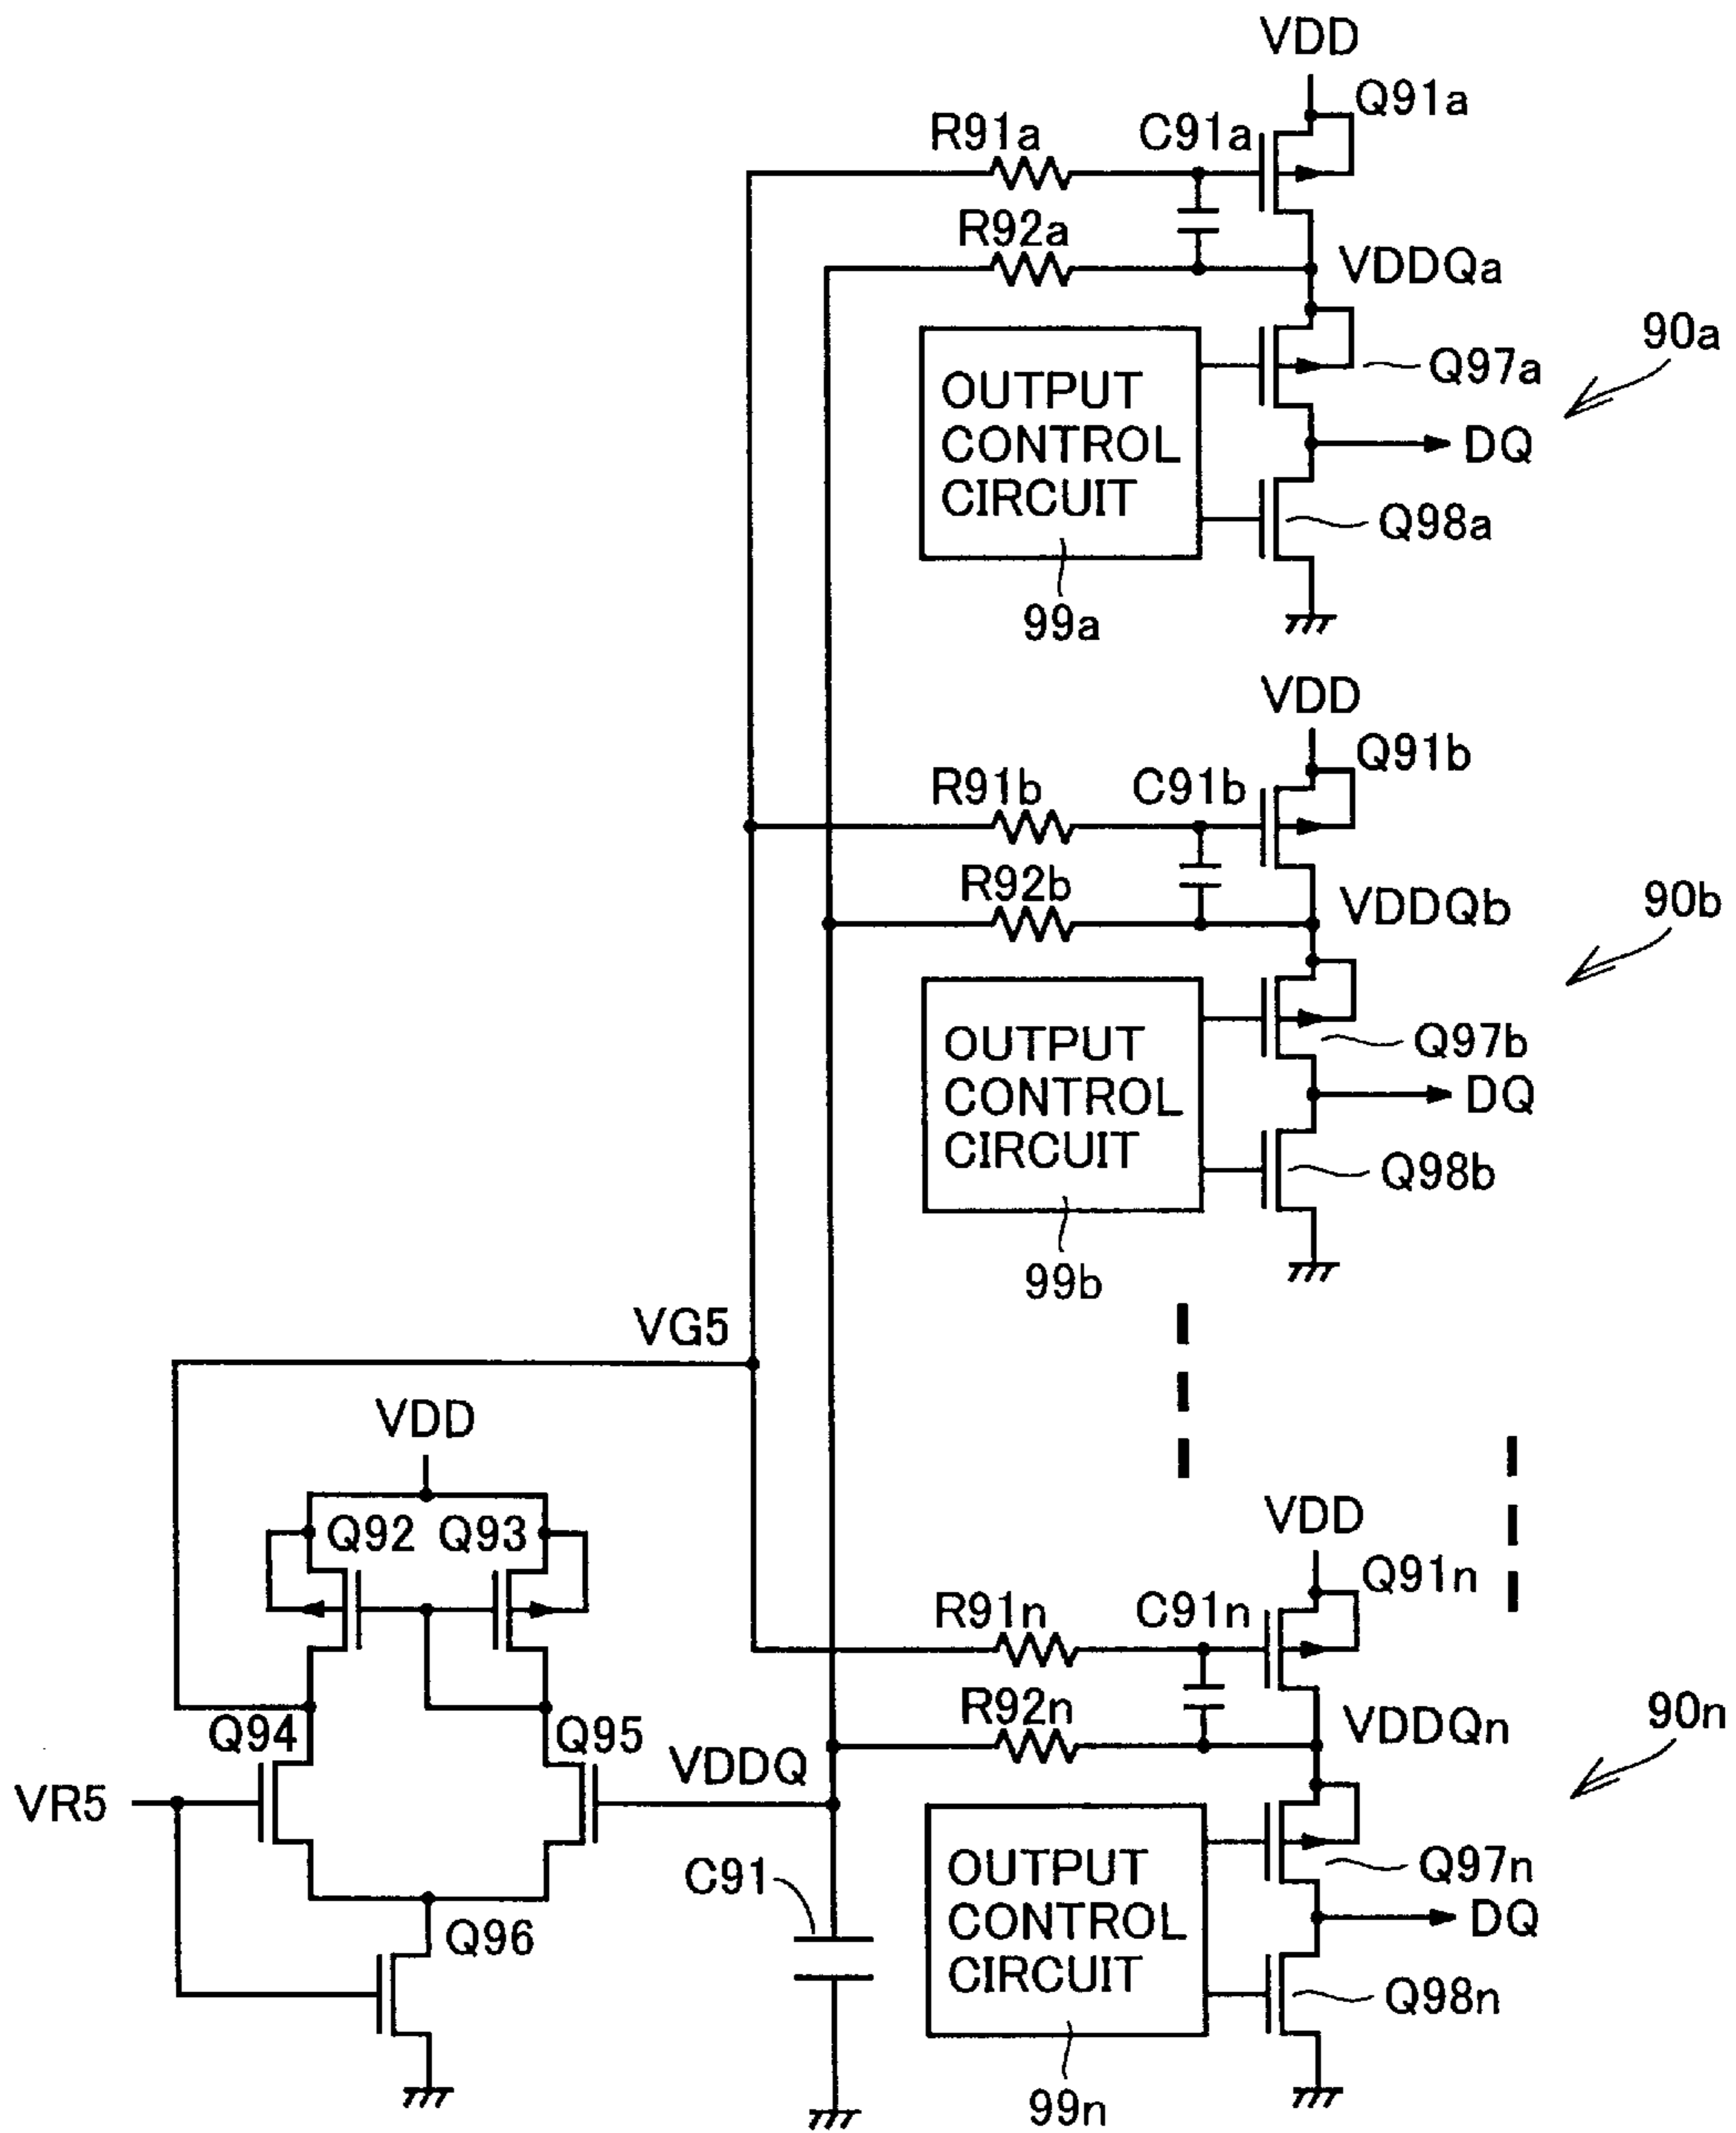 VDD
Q91a
R91a
C91a
R92a
VDDQa
90a
Q97a
OUTPUT
CONTROL
CIRCUIT
DQ
Q98a
99a
VDD
Q91b
R91b
C91b
R92b
VDDQb
90b
Q97b
OUTPUT
CONTROL
CIRCUIT
DQ
Q98b
99b
VG5
VDD
Q92
Q93
VDD
Q91n
R91n
C91n
R92n
VDDQn
90n
Q94
Q95
VDDQ
VR5
Q97n
C91
OUTPUT
CONTROL
CIRCUIT
DQ
Q96
Q98n
99n